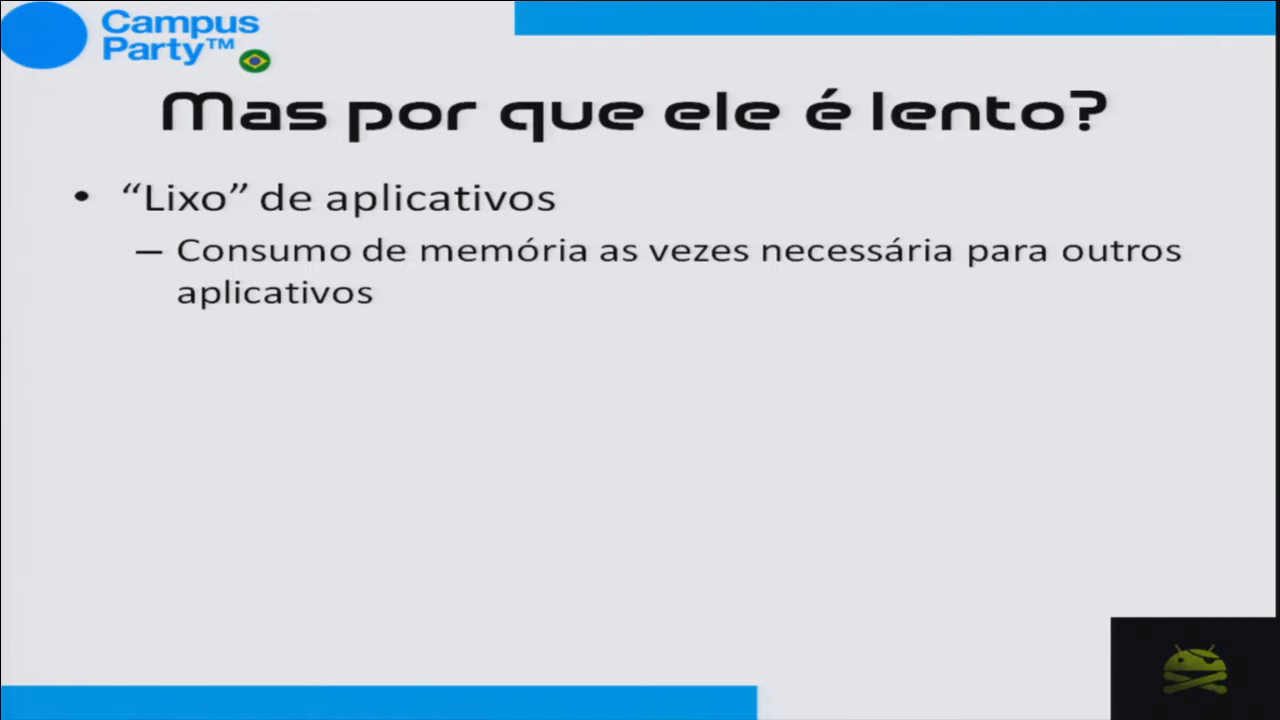 Campus
Party™
Mas por que ele é lento?
• “Lixo” de aplicativos
– Consumo de memória as vezes necessária para outros
aplicativos